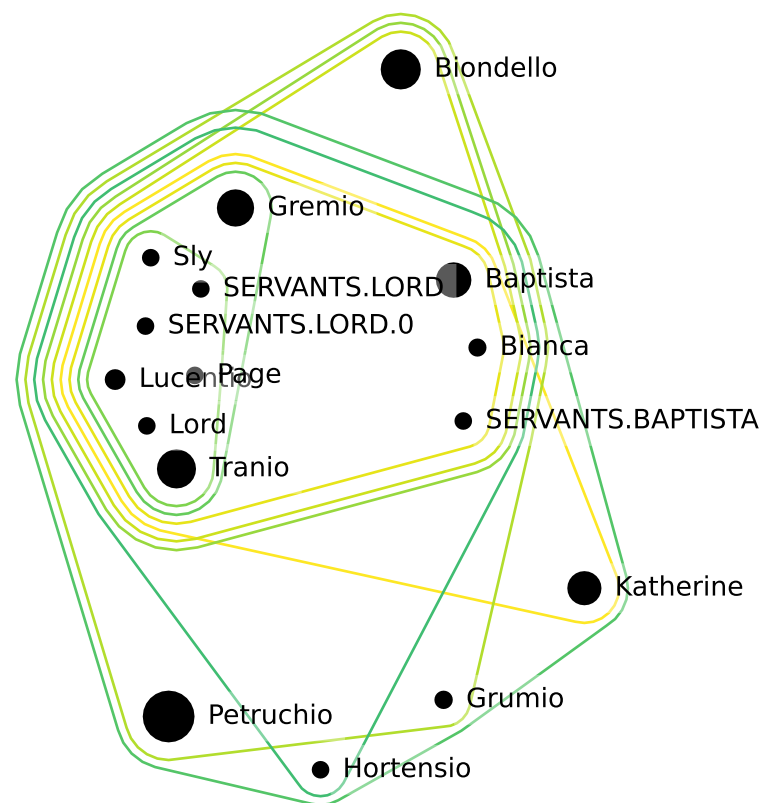 Biondello
Gremio
Sly
SERVANTS.LORD
Baptista
SERVANTS.LORD.0
Bianca
Lucentio
Page
Lord
SERVANTS.BAPTISTA
Tranio
Katherine
Grumio
Petruchio
Hortensio